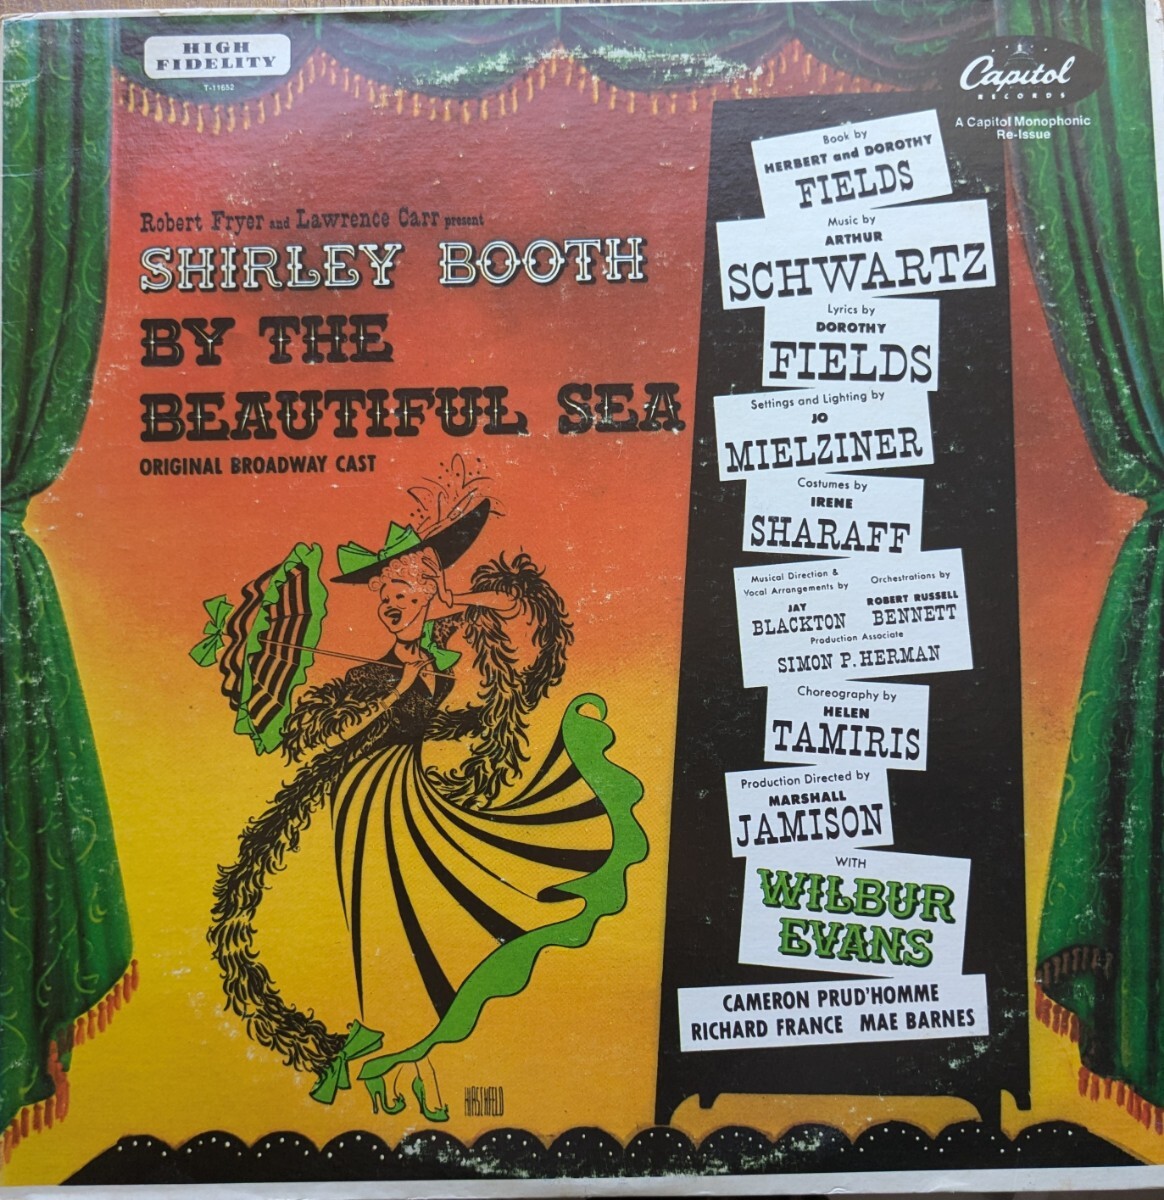 HIGH
FIDELITY
T-11652
Capitol
RECORDS
A Capitol Monophonic
Re-Issue
Robert Fryer and Lawrence Carr present
SHIRLEY BOOTH
BY THE
BEAUTIFUL SEA
ORIGINAL BROADWAY CAST
HIRSCHFELD
Book by
HERBERT and DOROTHY
FIELDS
Music by
ARTHUR
SCHWARTZ
Lyrics by
DOROTHY
FIELDS
Settings and Lighting by
JO
MIELZINER
Costumes by
IRENE
SHARAFF
Musical Direction &
Vocal Arrangements by
JAY
BLACKTON
Orchestrations by
ROBERT RUSSELL
BENNETT
Production Associate
SIMON P. HERMAN
Choreography by
HELEN
TAMIRIS
Production Directed by
MARSHALL
JAMISON
WITH
WILBUR
EVANS
CAMERON PRUD'HOMME
RICHARD FRANCE MAE BARNES